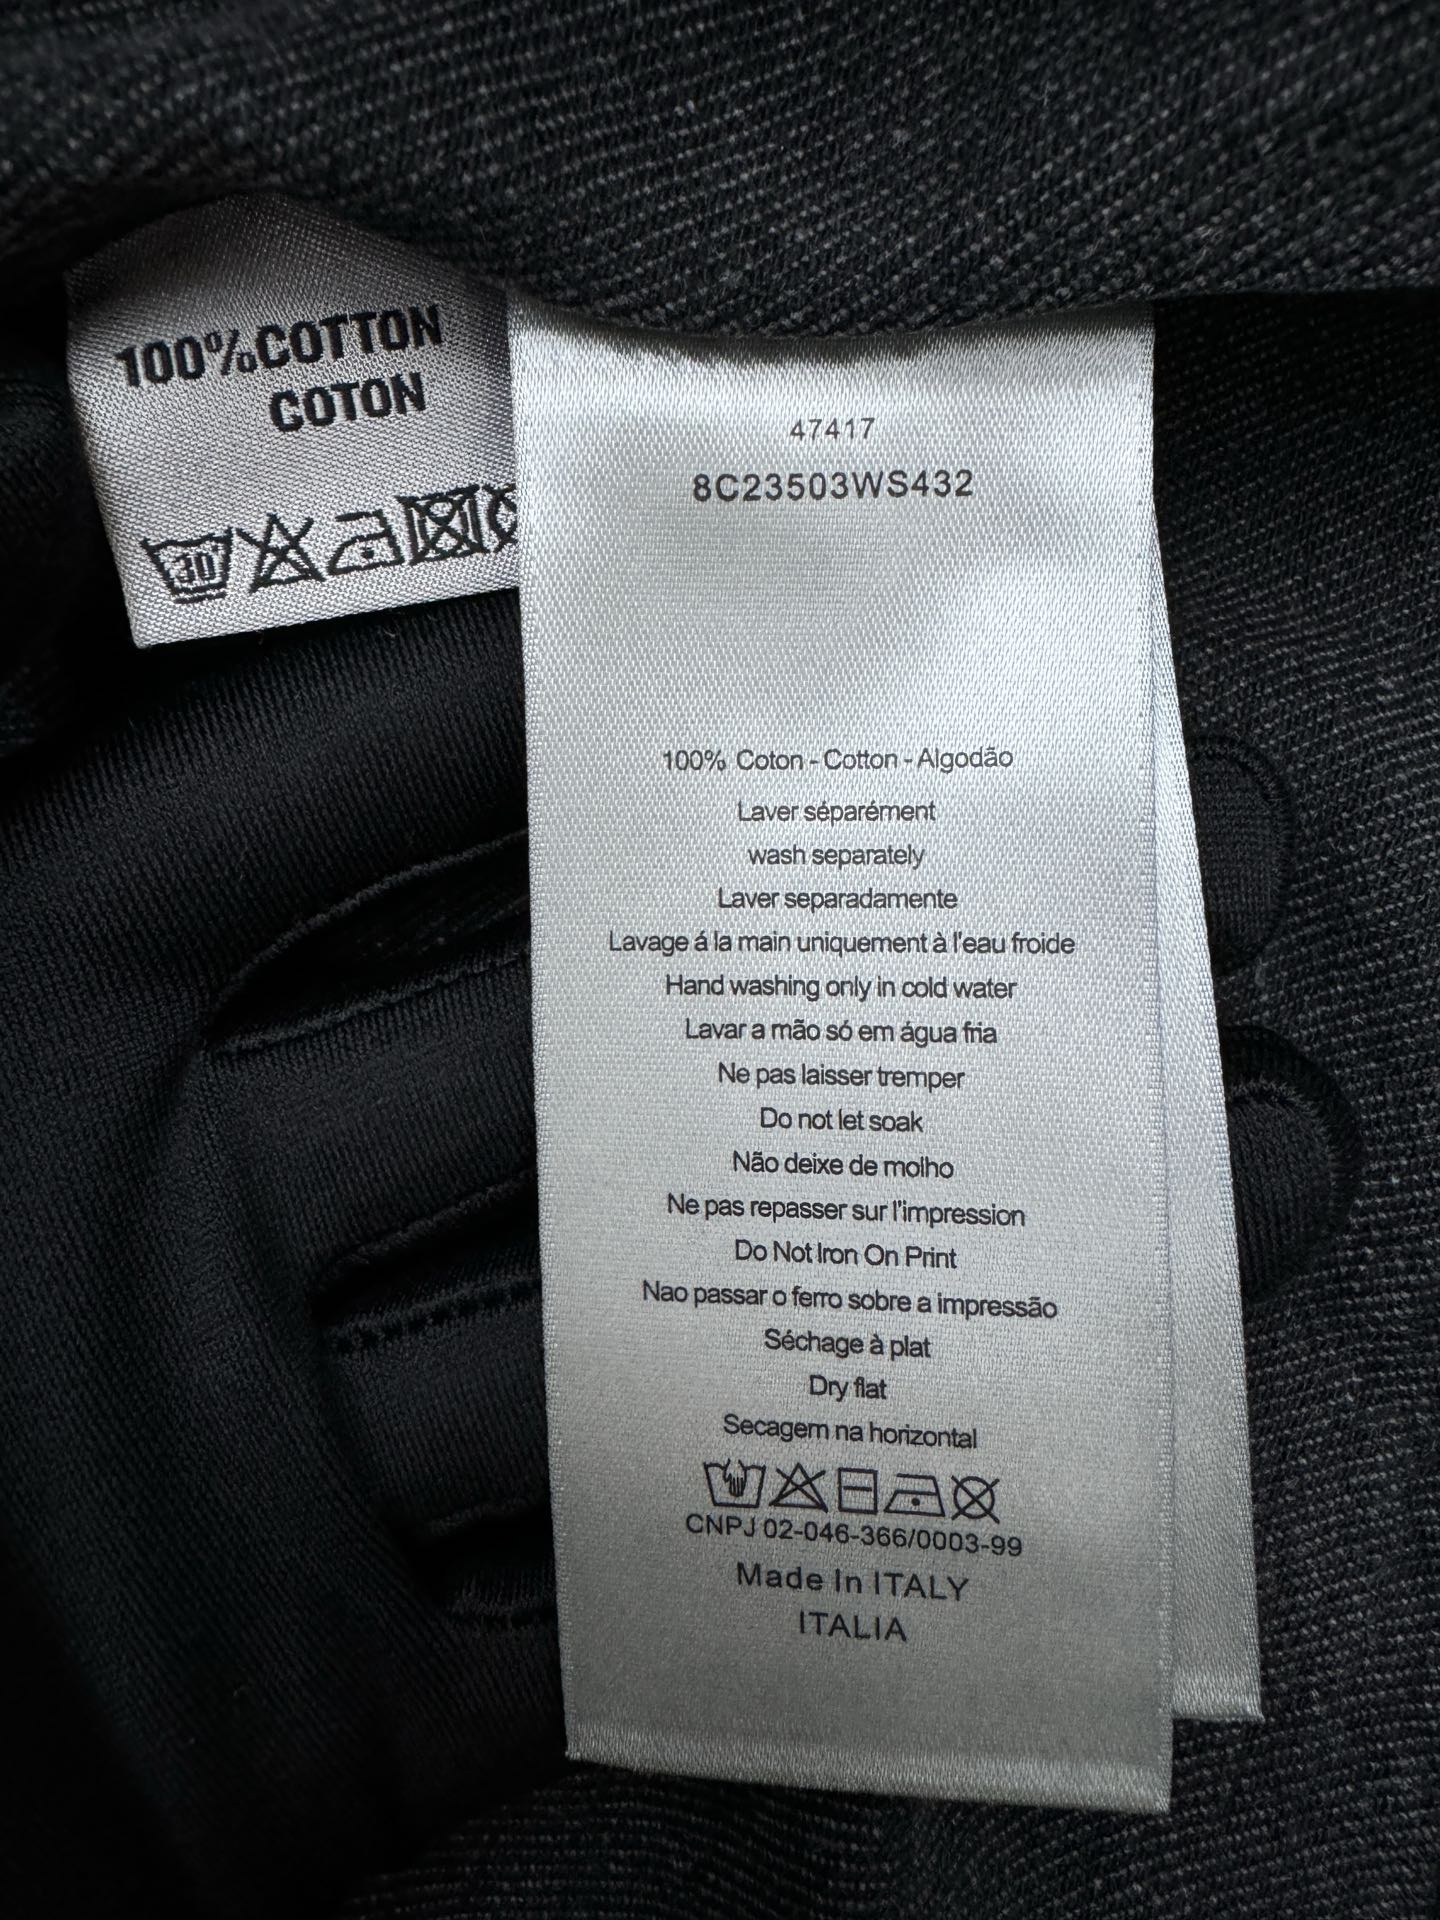 100%COTTON
COTON
30
47417
8C23503WS432
100% Coton - Cotton - Algodão
Laver séparément
wash separately
Laver separadamente
Lavage á la main uniquement à l'eau froide
Hand washing only in cold water
Lavar a mão só em água fria
Ne pas laisser tremper
Do not let soak
Não deixe de molho
Ne pas repasser sur l'impression
Do Not Iron On Print
Nao passar o ferro sobre a impressão
Séchage à plat
Dry flat
Secagem na horizontal
CNPJ 02-046-366/0003-99
Made In ITALY
ITALIA